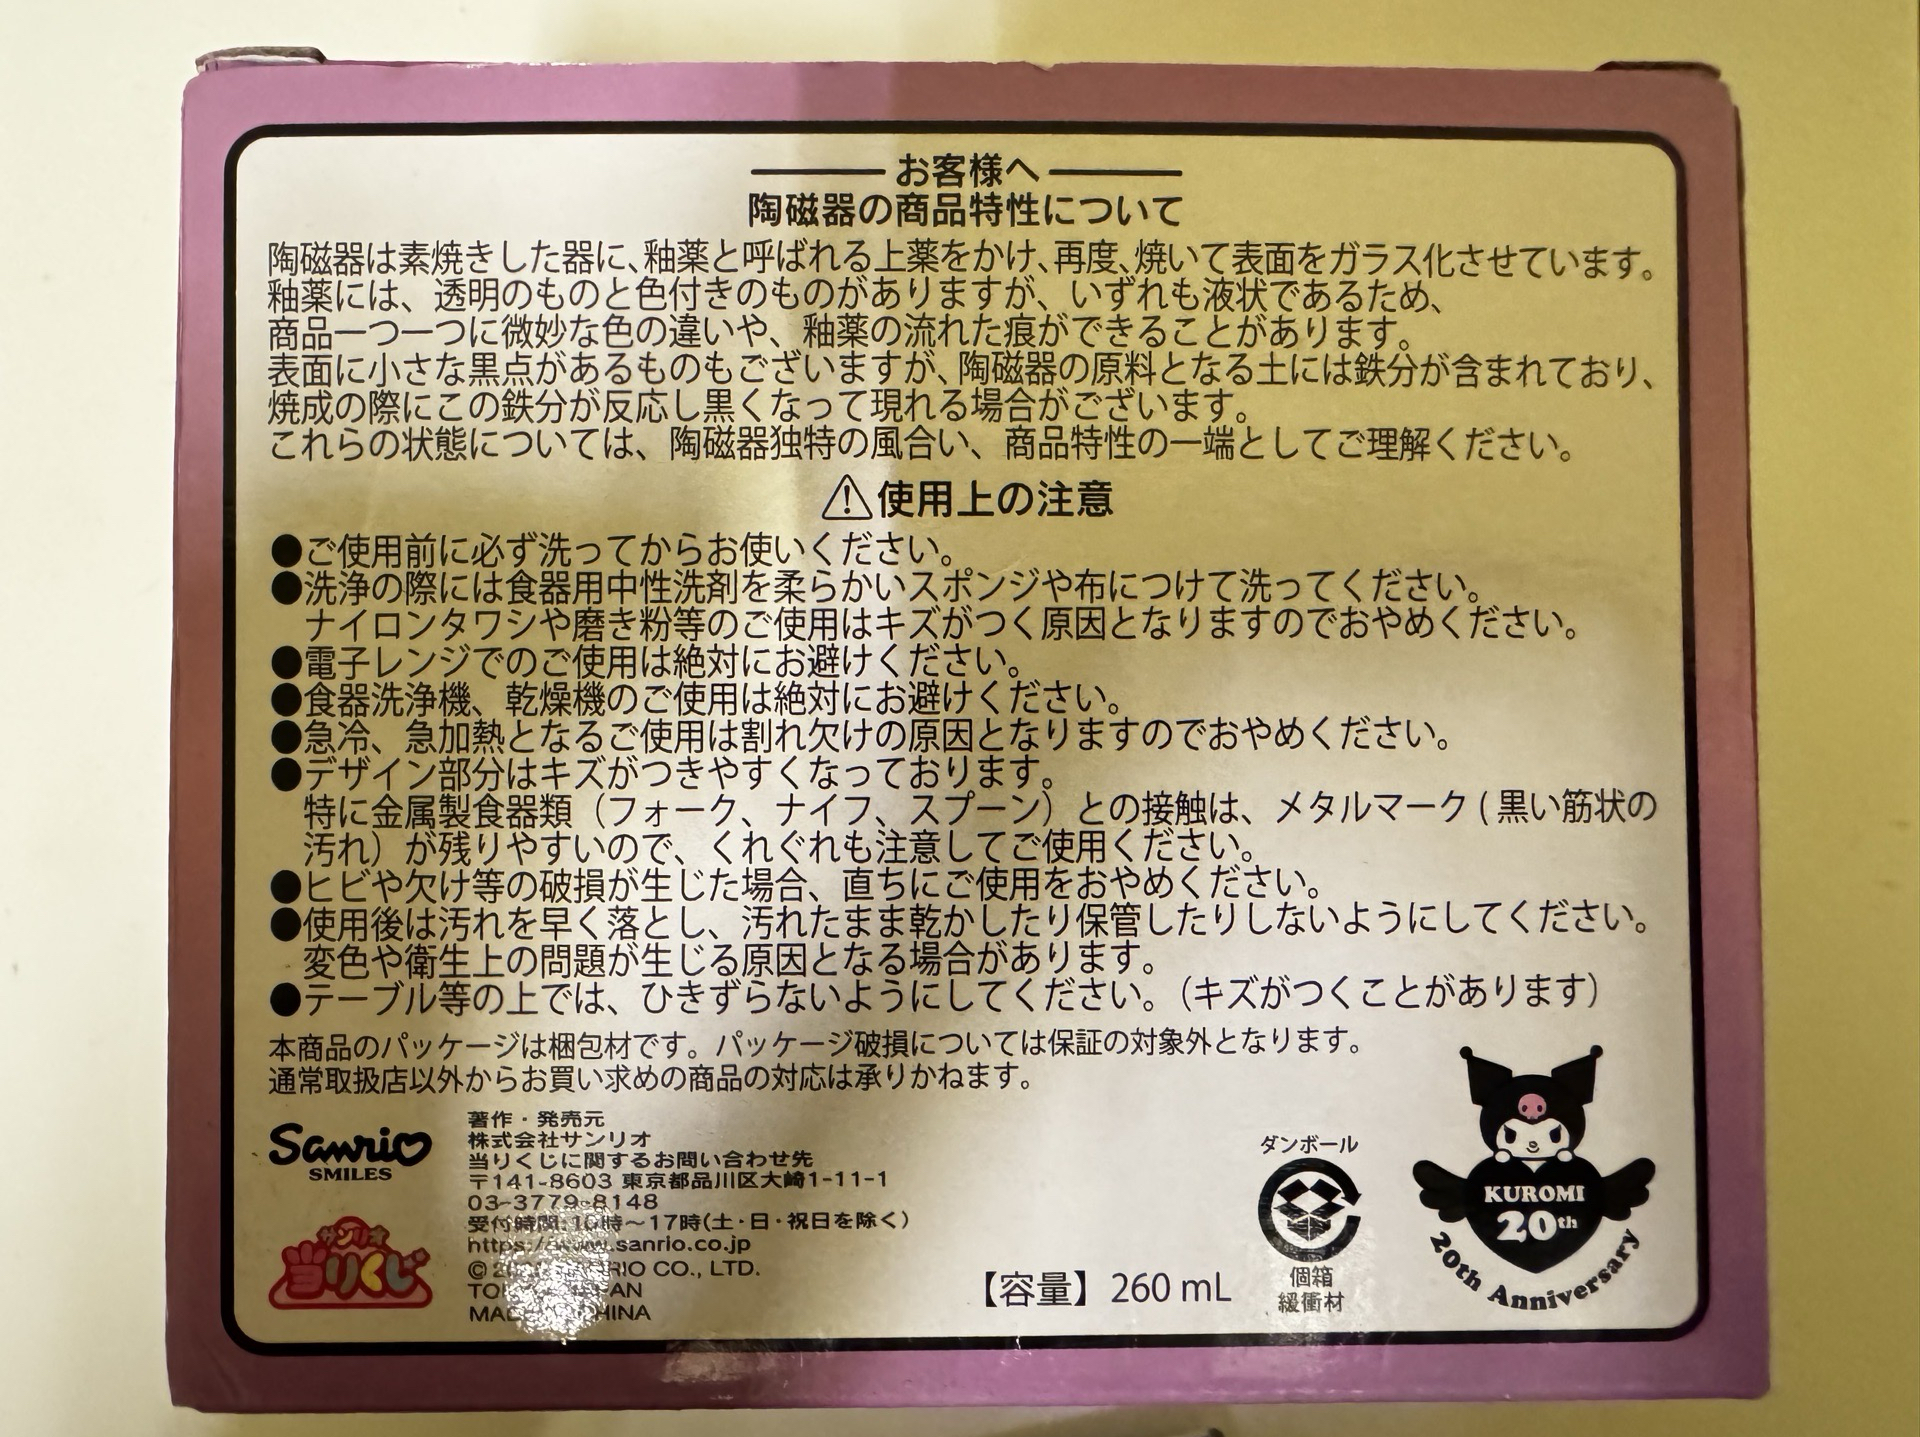 お客様へ
陶磁器の商品特性について
陶磁器は素焼きした器に、釉薬と呼ばれる上薬をかけ、再度、焼いて表面をガラス化させています。
釉薬には、透明のものと色付きのものがありますが、いずれも液状であるため、
商品一つ一つに微妙な色の違いや、釉薬の流れた痕ができることがあります。
表面に小さな黒点があるものもございますが、陶磁器の原料となる土には鉄分が含まれており、
焼成の際にこの鉄分が反応し黒くなって現れる場合がございます。
これらの状態については、陶磁器独特の風合い、商品特性の一端としてご理解ください。
⚠使用上の注意
●ご使用前に必ず洗ってからお使いください。
●洗浄の際には食器用中性洗剤を柔らかいスポンジや布につけて洗ってください。
ナイロンタワシや磨き粉等のご使用はキズがつく原因となりますのでおやめください。
●電子レンジでのご使用は絶対にお避けください。
●食器洗浄機、乾燥機のご使用は絶対にお避けください。
●急冷、急加熱となるご使用は割れ欠けの原因となりますのでおやめください。
●デザイン部分はキズがつきやすくなっております。
特に金属製食器類（フォーク、ナイフ、スプーン）との接触は、メタルマーク(黒い筋状の
汚れ）が残りやすいので、くれぐれも注意してご使用ください。
●ヒビや欠け等の破損が生じた場合、直ちにご使用をおやめください。
●使用後は汚れを早く落とし、汚れたまま乾かしたり保管したりしないようにしてください。
変色や衛生上の問題が生じる原因となる場合があります。
●テーブル等の上では、ひきずらないようにしてください。（キズがつくことがあります）
本商品のパッケージは梱包材です。パッケージ破損については保証の対象外となります。
通常取扱店以外からお買い求めの商品の対応は承りかねます。
Sanrio
SMILES
サンリオ
当りくじ
著作・発売元
株式会社サンリオ
当りくじに関するお問い合わせ先
〒141-8603 東京都品川区大崎1-11-1
03-3779-8148
受付時間:10時～17時(土・日・祝日を除く)
https://www.sanrio.co.jp
© CO., LTD.
【容量】260 mL
ダンボール
個箱
緩衝材
KUROMI
20th
20th Anniversary